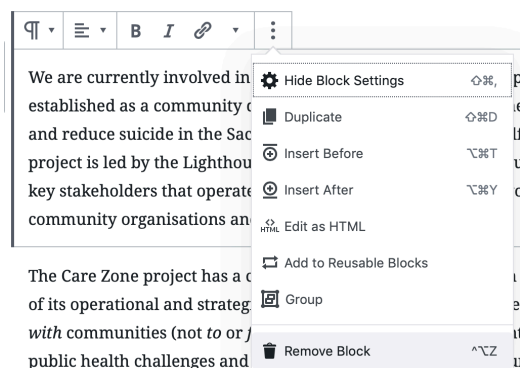 B I
We are currently involved in
established as a community
and reduce suicide in the Sac
project is led by the Lighthou
key stakeholders that operate
community organisations an
Hide Block Settings ⇧⌘,
Duplicate ⇧⌘D
Insert Before ⌥⌘T
Insert After ⌥⌘Y
HTML Edit as HTML
Add to Reusable Blocks
Group
Remove Block ^⌥Z
The Care Zone project has a
of its operational and strateg
with communities (not to or
public health challenges and